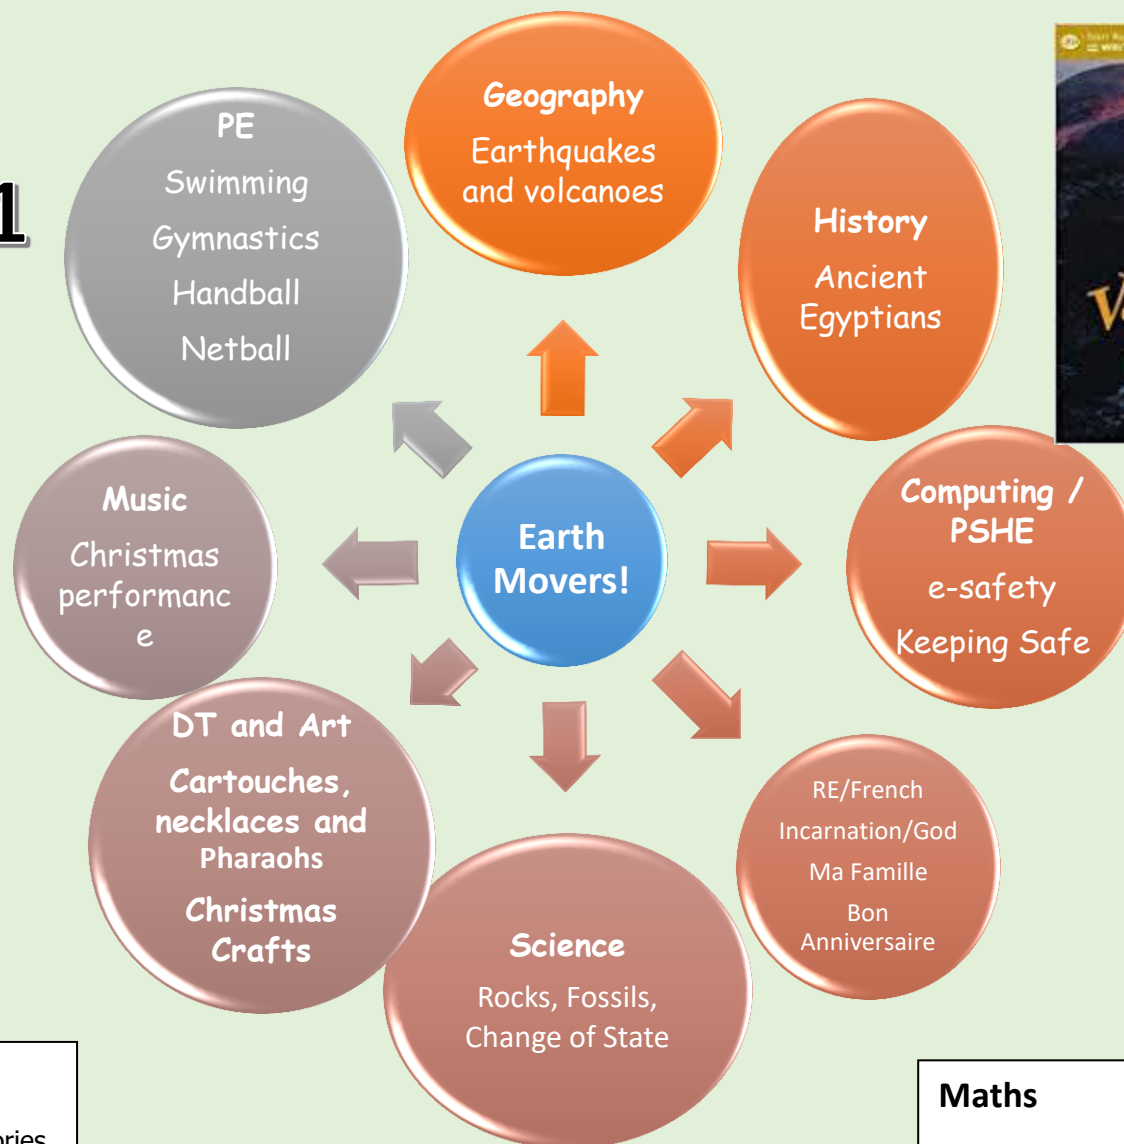 1
Geography
Earthquakes
and volcanoes
PE
Swimming
Gymnastics
Handball
Netball
History
Ancient
Egyptians
Music
Christmas
performanc
e
Earth
Movers!
Computing /
PSHE
e-safety
Keeping Safe
DT and Art
Cartouches,
necklaces and
Pharaohs
Christmas
Crafts
RE/French
Incarnation/God
Ma Famille
Bon
Anniversaire
Science
Rocks, Fossils,
Change of State
Maths